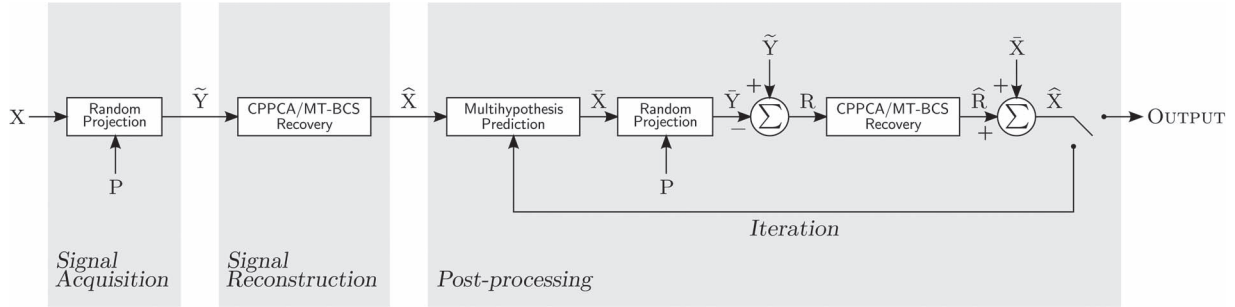 X
Random
Projection
P
Ỹ
CPPCA/MT-BCS
Recovery
X̂
Multihypothesis
Prediction
X̄
Random
Projection
P
Ȳ
−
Ỹ
+
Σ
R
CPPCA/MT-BCS
Recovery
R̂
+
X̄
+
Σ
X̂
OUTPUT
Iteration
Signal
Acquisition
Signal
Reconstruction
Post-processing